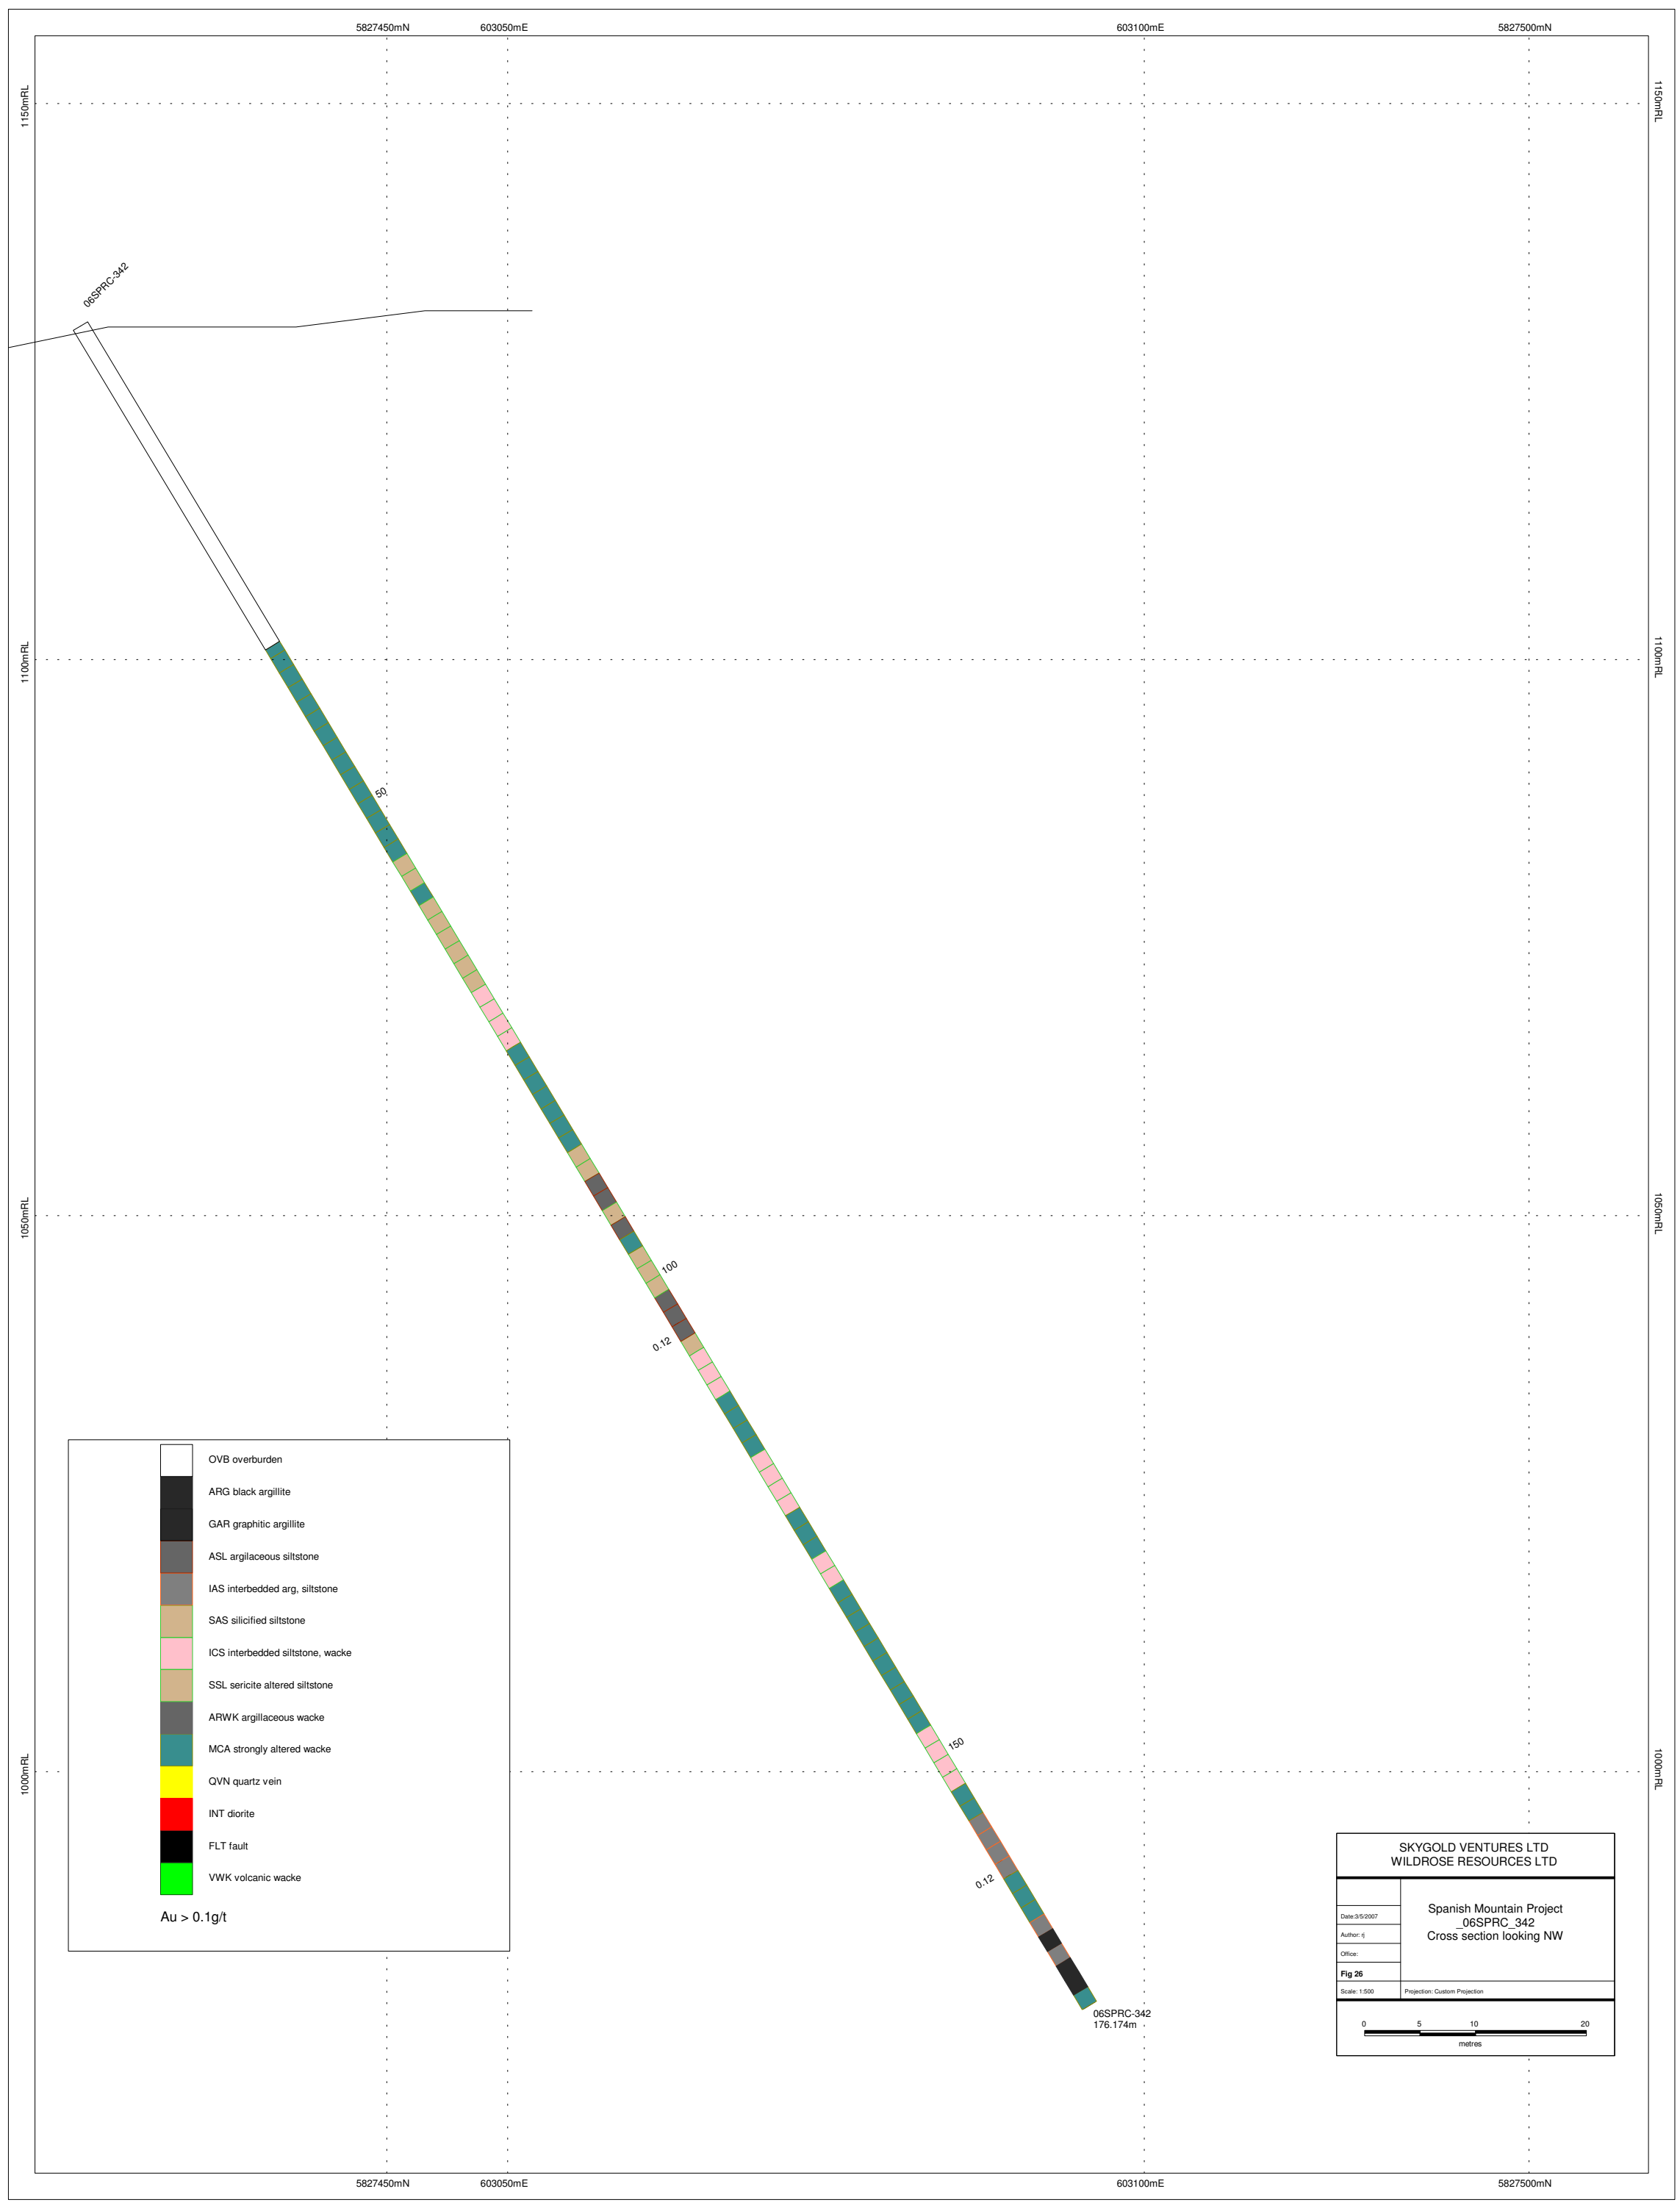 5827450mN 603050mE 603100mE 5827500mN
1150mRL 1150mRL
06SPRC-342
1100mRL 1100mRL
50
1050mRL 1050mRL
100
0.12
OVB overburden
ARG black argillite
GAR graphitic argillite
ASL argilaceous siltstone
IAS interbedded arg, siltstone
SAS silicified siltstone
ICS interbedded siltstone, wacke
SSL sericite altered siltstone
ARWK argillaceous wacke
MCA strongly altered wacke
QVN quartz vein
INT diorite
FLT fault
VWK volcanic wacke
Au > 0.1g/t
150
1000mRL 1000mRL
0.12
06SPRC-342
176.174m
SKYGOLD VENTURES LTD
WILDROSE RESOURCES LTD
Date:3/5/2007
Author: rj
Office:
Fig 26
Spanish Mountain Project
_06SPRC_342
Cross section looking NW
Scale: 1:500 Projection: Custom Projection
0 5 10 20
metres
5827450mN 603050mE 603100mE 5827500mN